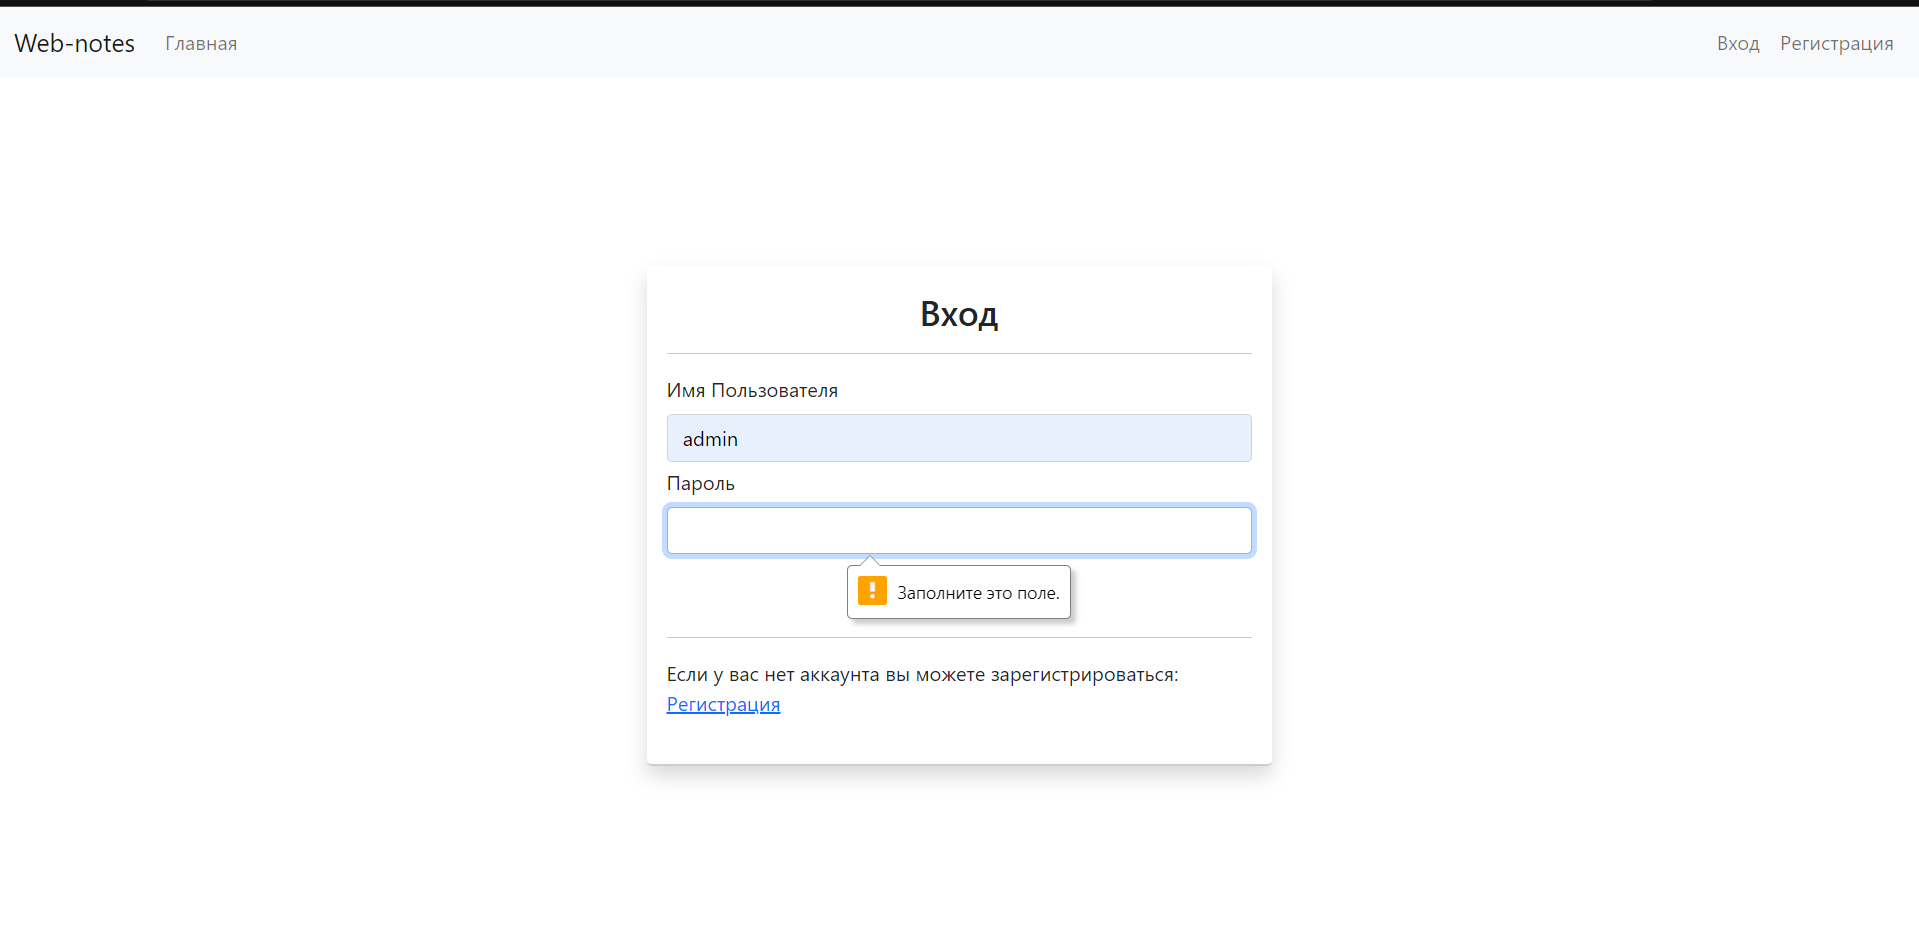 Web-notes Главная Вход Регистрация
Вход
Имя Пользователя
admin
Пароль
Заполните это поле.
Если у вас нет аккаунта вы можете зарегистрироваться:
Регистрация